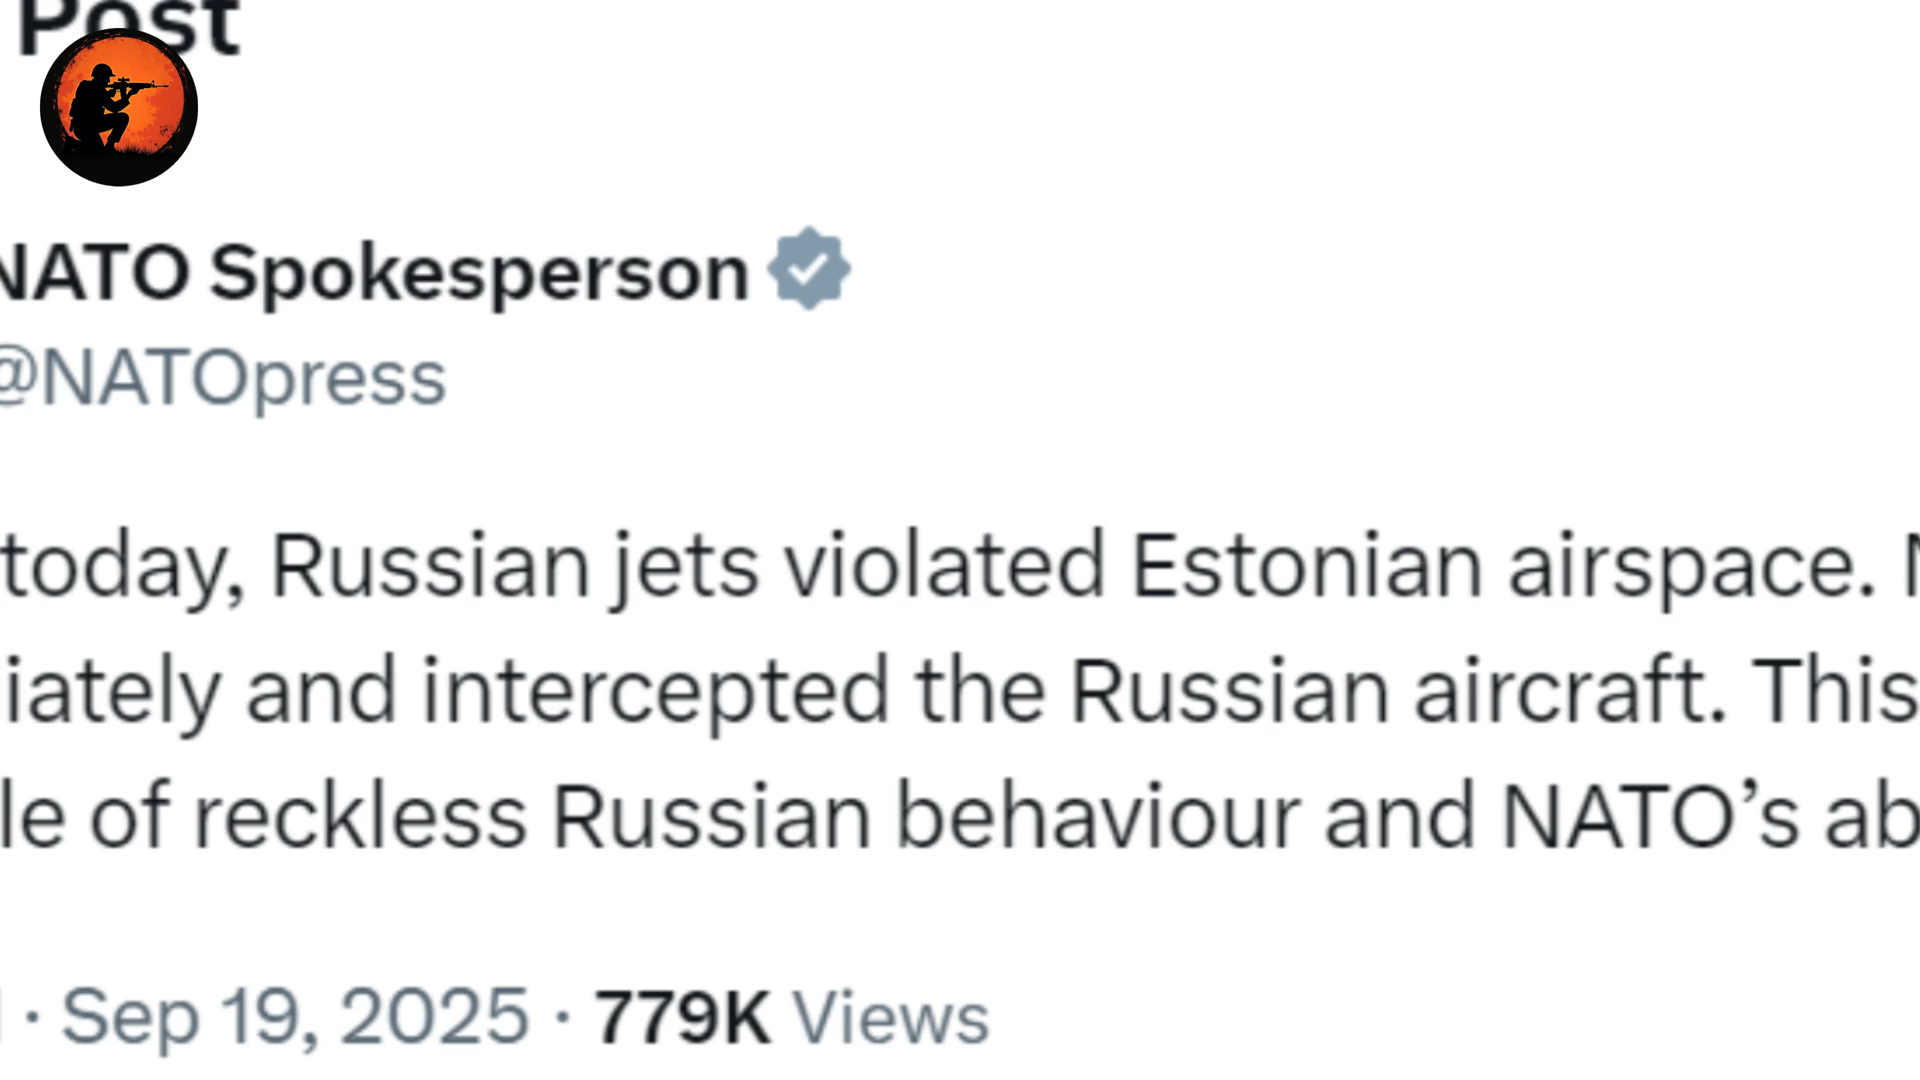 Post
NATO Spokesperson
@NATOpress
today, Russian jets violated Estonian airspace.
iately and intercepted the Russian aircraft. This
le of reckless Russian behaviour and NATO’s ab
· Sep 19, 2025 · 779K Views